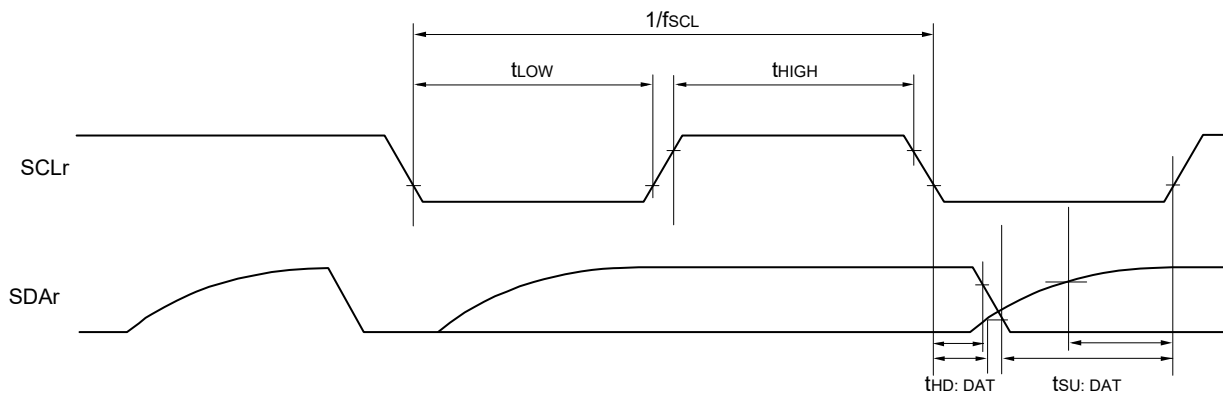 1/fSCL
tLOW
tHIGH
SCLr
SDAr
tHD: DAT
tSU: DAT